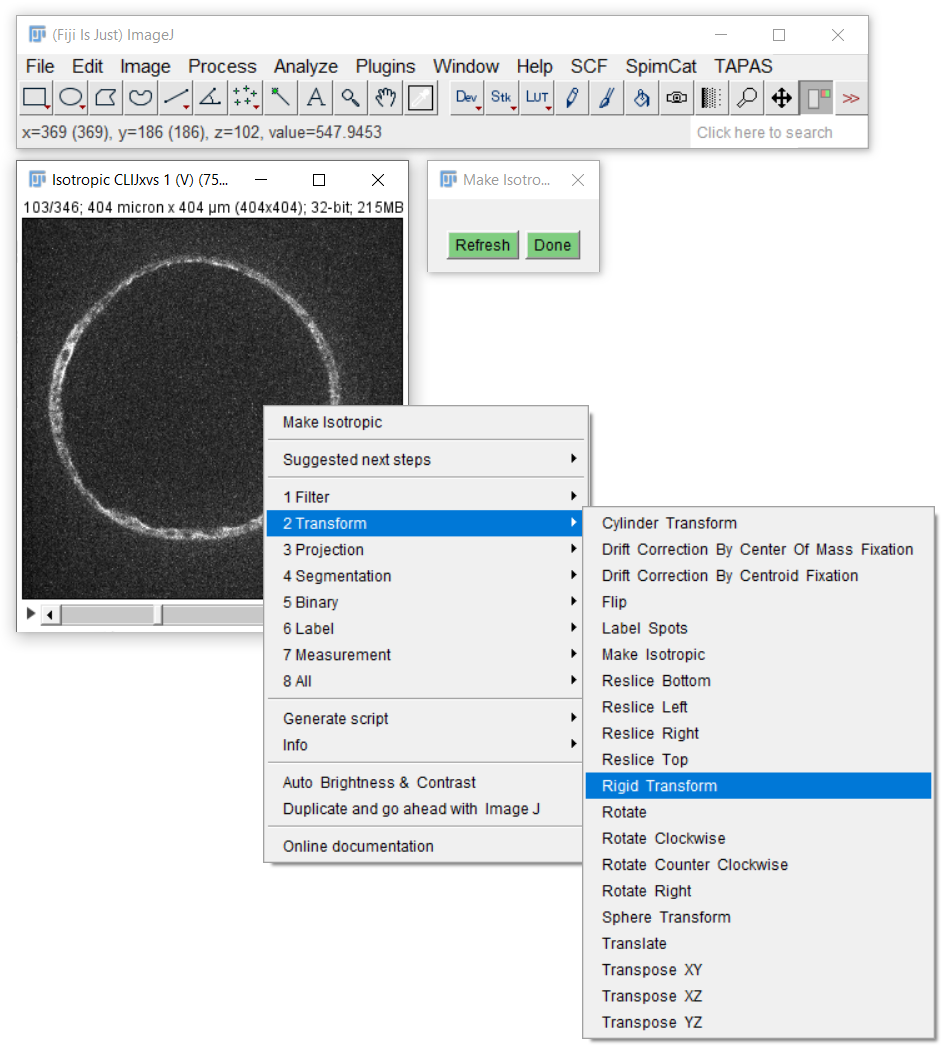 (Fiji Is Just) ImageJ
File Edit Image Process Analyze Plugins Window Help SCF SpimCat TAPAS
A Dev Stk LUT >>
x=369 (369), y=186 (186), z=102, value=547.9453 Click here to search
Isotropic CLIJxvs 1 (V) (75...
103/346; 404 micron x 404 µm (404x404); 32-bit; 215MB
Make Isotro...
Refresh Done
Make Isotropic
Suggested next steps
1 Filter
2 Transform
3 Projection
4 Segmentation
5 Binary
6 Label
7 Measurement
8 All
Generate script
Info
Auto Brightness & Contrast
Duplicate and go ahead with Image J
Online documentation
Cylinder Transform
Drift Correction By Center Of Mass Fixation
Drift Correction By Centroid Fixation
Flip
Label Spots
Make Isotropic
Reslice Bottom
Reslice Left
Reslice Right
Reslice Top
Rigid Transform
Rotate
Rotate Clockwise
Rotate Counter Clockwise
Rotate Right
Sphere Transform
Translate
Transpose XY
Transpose XZ
Transpose YZ